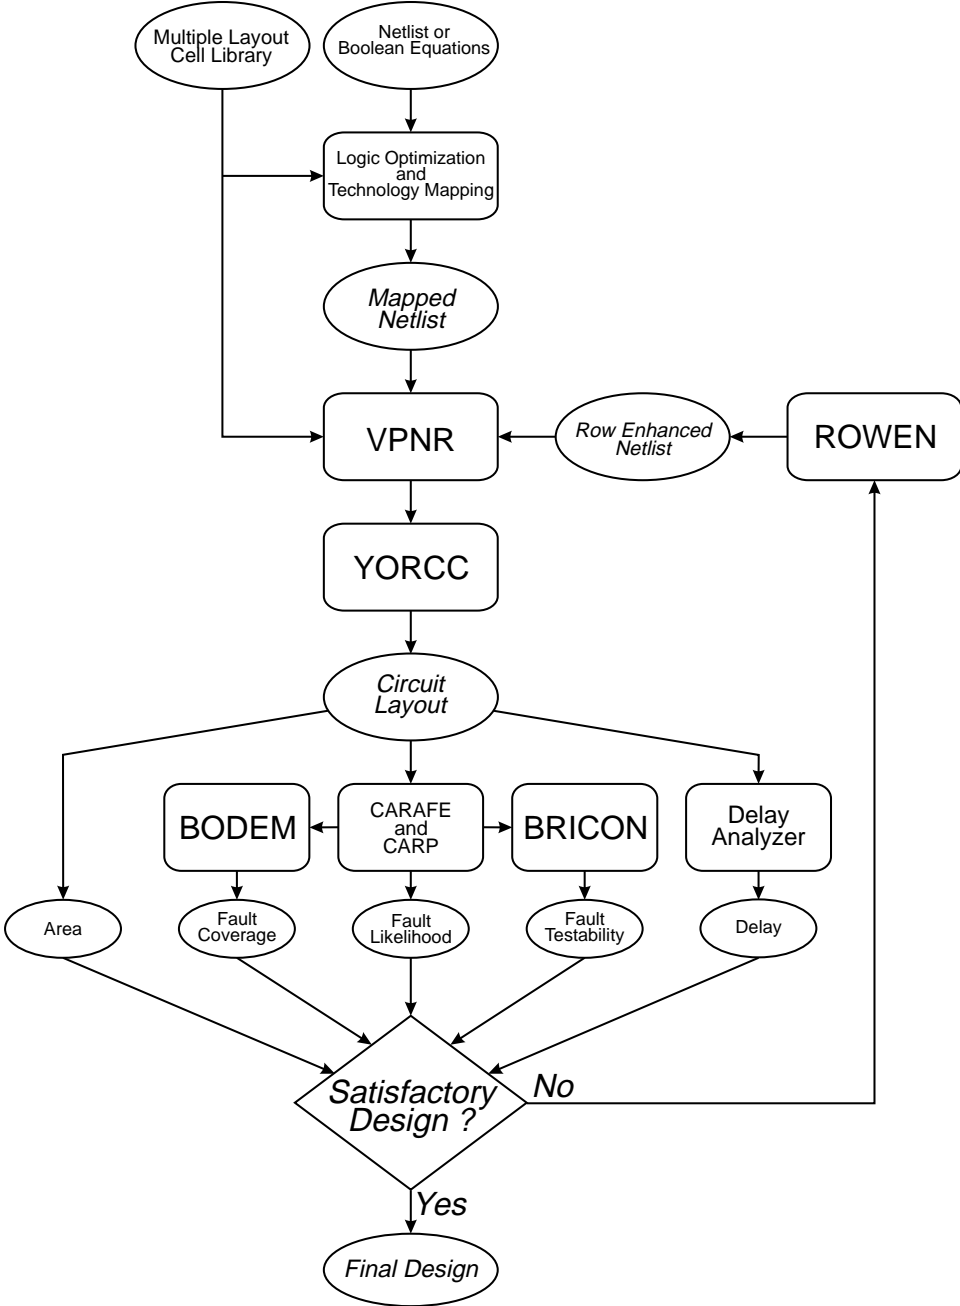 Multiple Layout
Cell Library
Netlist or
Boolean Equations
Logic Optimization
and
Technology Mapping
Mapped
Netlist
VPNR
Row Enhanced
Netlist
ROWEN
YORCC
Circuit
Layout
BODEM
CARAFE
and
CARP
BRICON
Delay
Analyzer
Area
Fault
Coverage
Fault
Likelihood
Fault
Testability
Delay
Satisfactory
Design ?
No
Yes
Final Design